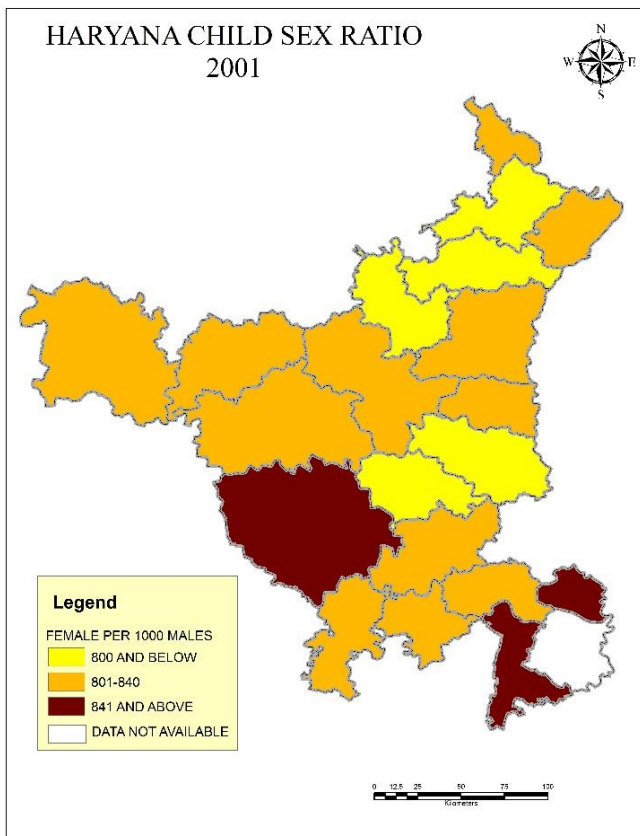 HARYANA CHILD SEX RATIO
2001
N
W E
S
Legend
FEMALE PER 1000 MALES
800 AND BELOW
801-840
841 AND ABOVE
DATA NOT AVAILABLE
0 12.5 25 50 75 100
Kilometers